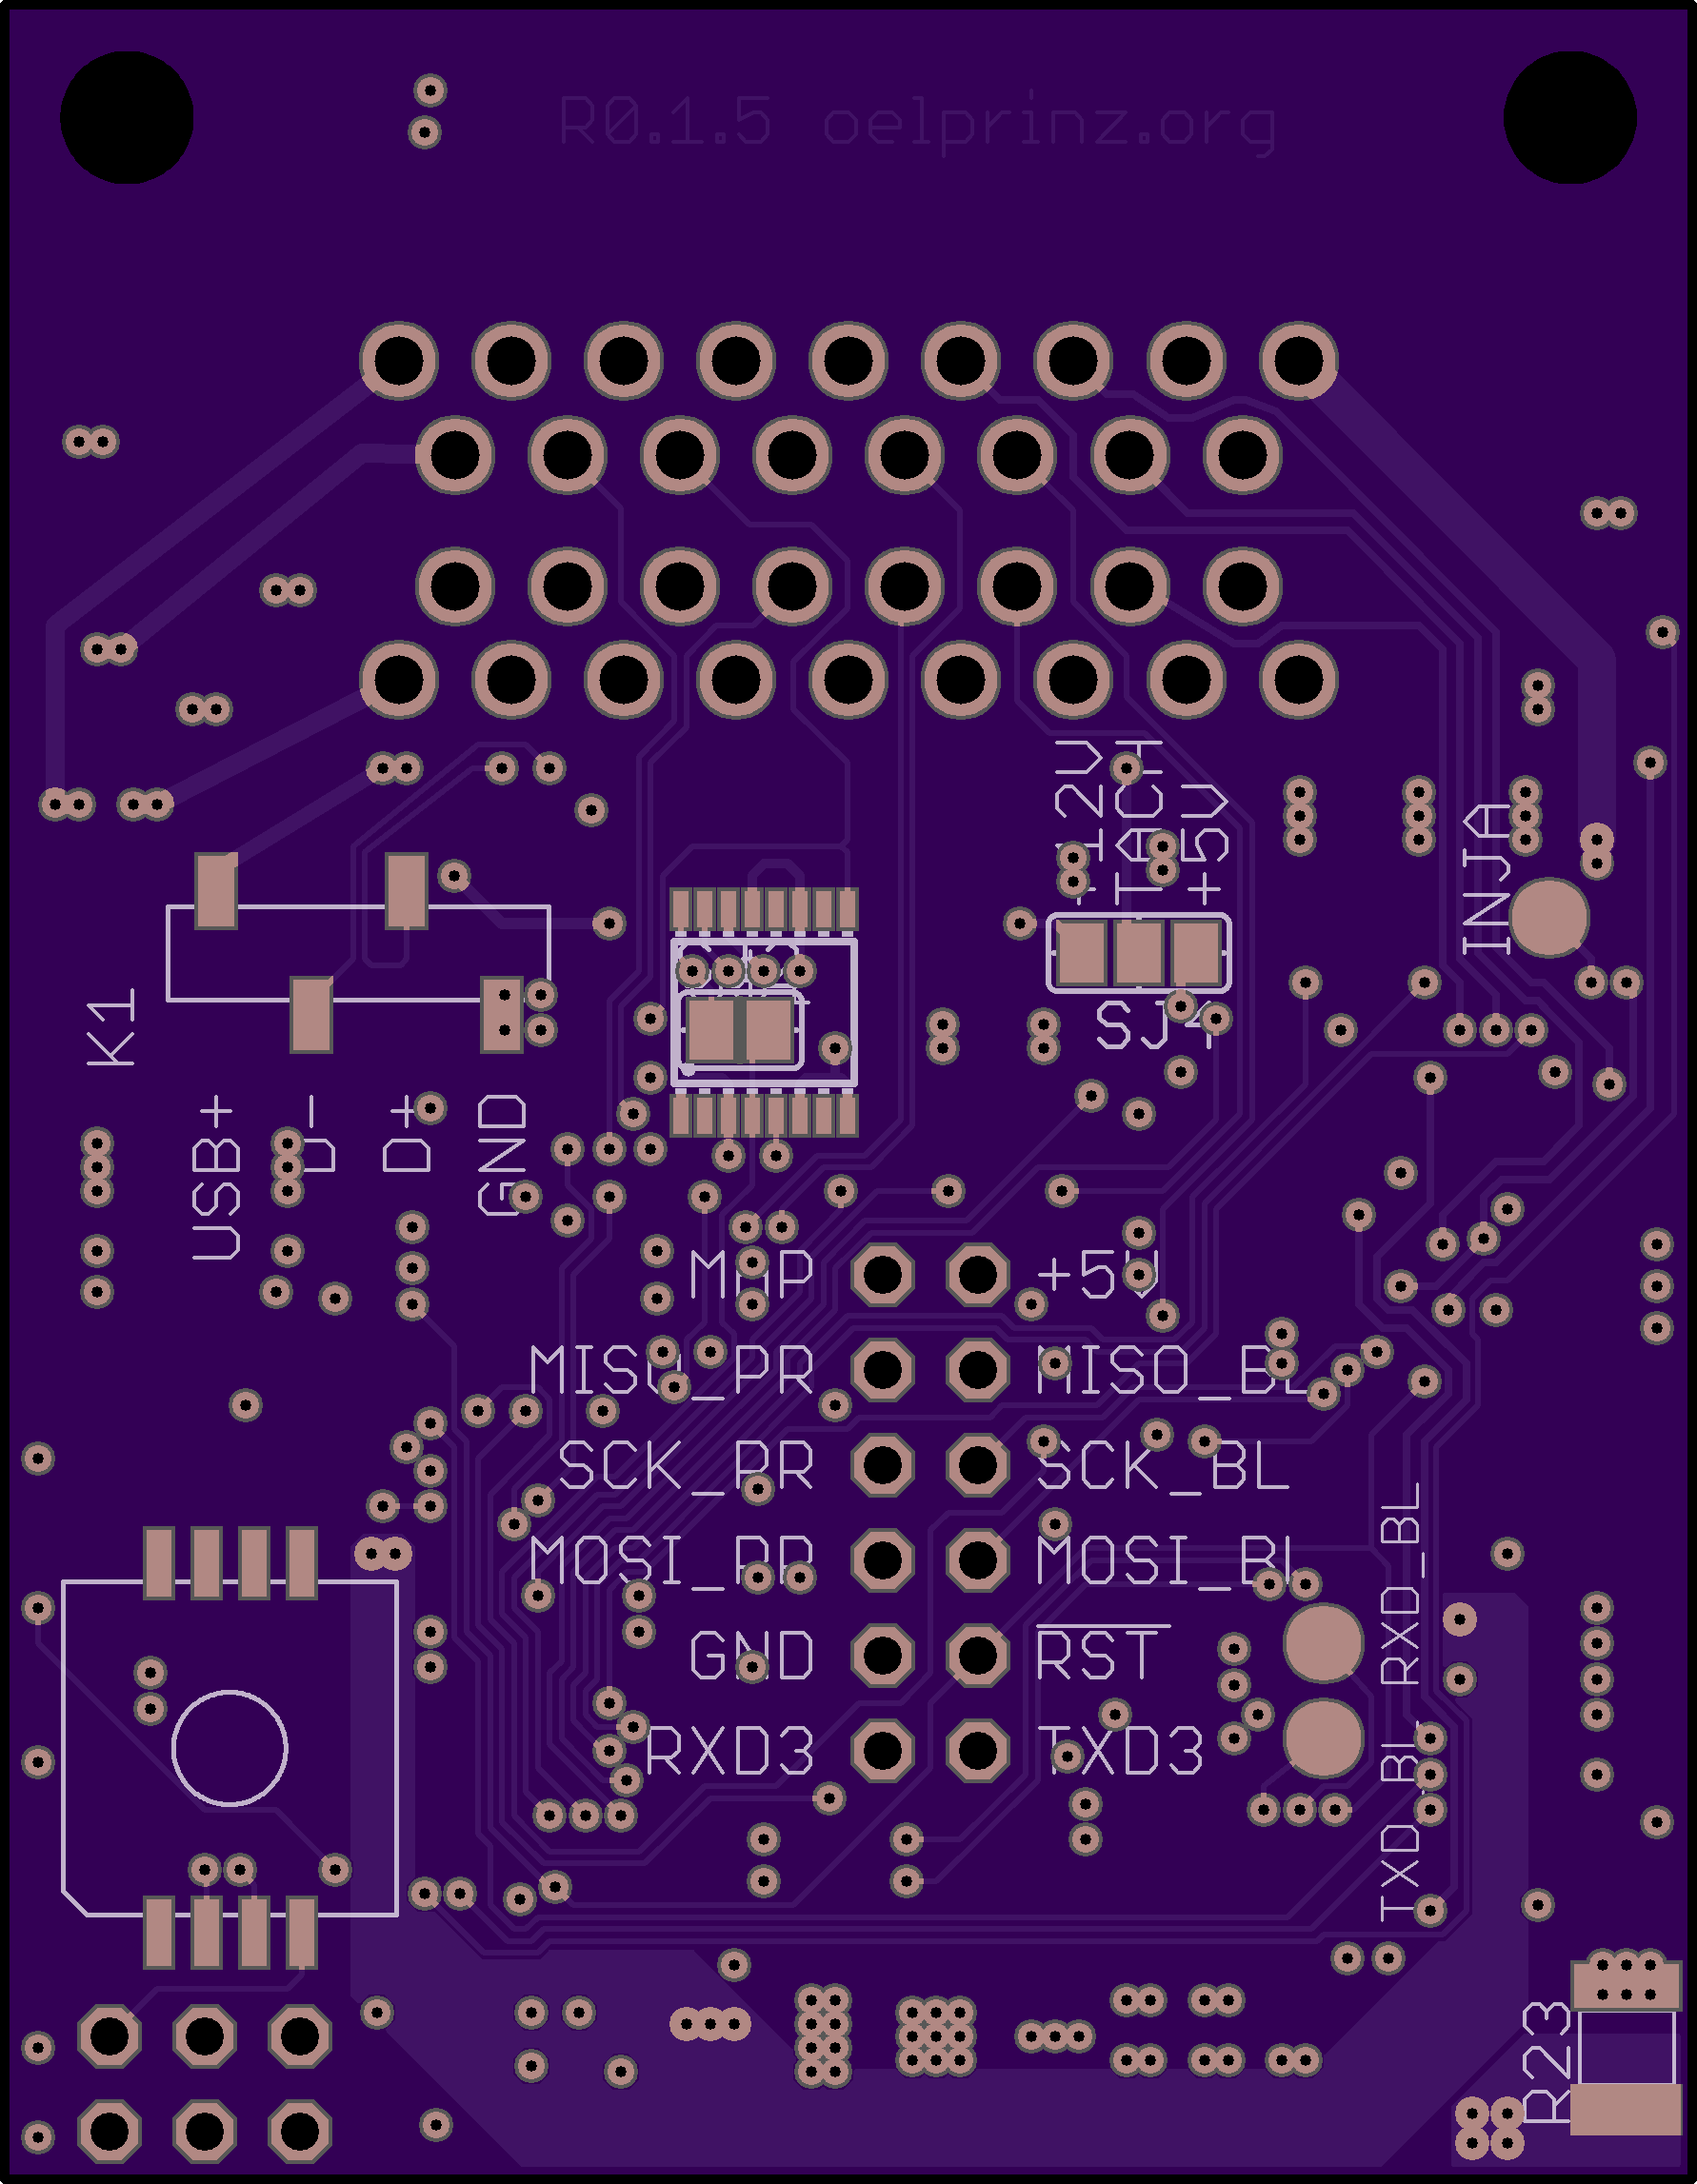 R0.1.5 oelprinz.org
-12V
TACH
+5V
INJA
SJ4
K1
USB+
D-
D+
GND
MAP
+5V
MISO_PR
MISO_BL
SCK_PR
SCK_BL
MOSI_PR
MOSI_BL
GND
RST
RXD3
TXD3
RXD_BL
TXD_BL
R23